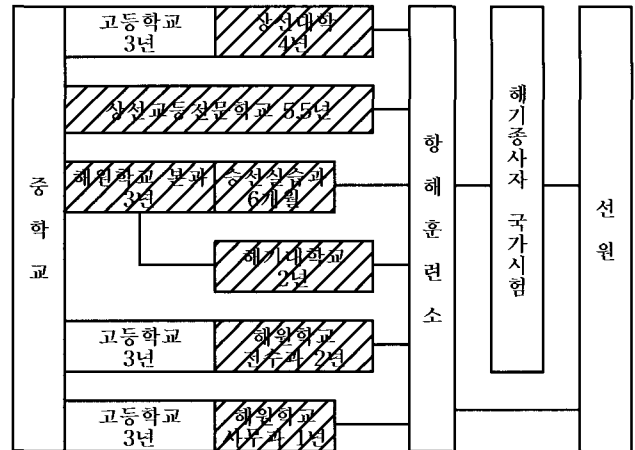 중학교
고등학교
3년
상선대학
4년
상선고등선문학교 5.5년
해원학교 본과
3년
승선실습과
6개월
해기대학교
2년
고등학교
3년
해원학교
전수과 2년
고등학교
3년
해원학교
사무과 1년
항해훈련소
해기종사자 국가시험
선원